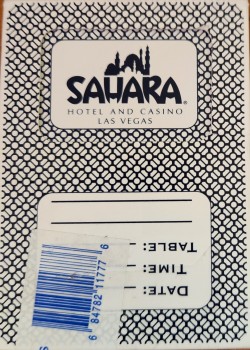 SAHARA®
HOTEL AND CASINO
LAS VEGAS
TABLE:
TIME:
DATE:
6 84782 11777 6